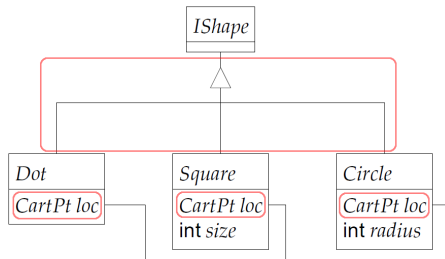 IShape
Dot
CartPt loc
Square
CartPt loc
int size
Circle
CartPt loc
int radius